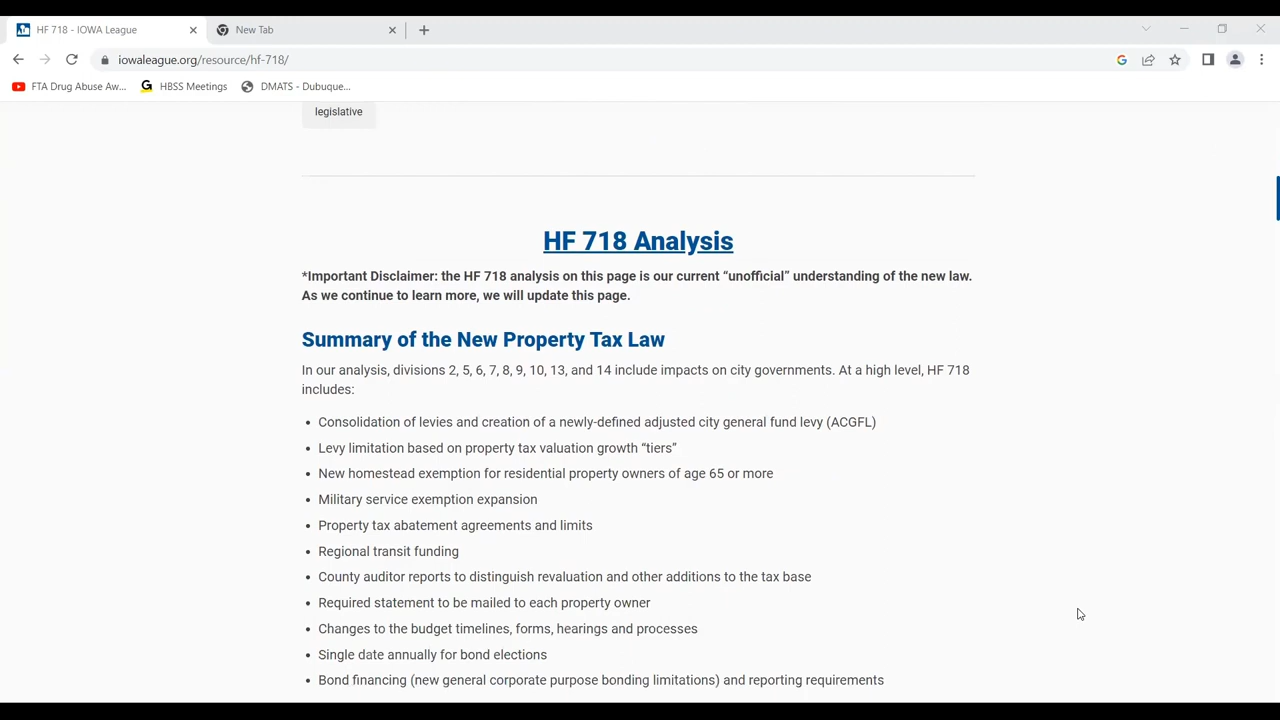 HF 718 - IOWA League
New Tab
iowaleague.org/resource/hf-718/
FTA Drug Abuse Aw...
HBSS Meetings
DMATS - Dubuque...
legislative
HF 718 Analysis
*Important Disclaimer: the HF 718 analysis on this page is our current “unofficial” understanding of the new law.
As we continue to learn more, we will update this page.
Summary of the New Property Tax Law
In our analysis, divisions 2, 5, 6, 7, 8, 9, 10, 13, and 14 include impacts on city governments. At a high level, HF 718
includes:
• Consolidation of levies and creation of a newly-defined adjusted city general fund levy (ACGFL)
• Levy limitation based on property tax valuation growth “tiers”
• New homestead exemption for residential property owners of age 65 or more
• Military service exemption expansion
• Property tax abatement agreements and limits
• Regional transit funding
• County auditor reports to distinguish revaluation and other additions to the tax base
• Required statement to be mailed to each property owner
• Changes to the budget timelines, forms, hearings and processes
• Single date annually for bond elections
• Bond financing (new general corporate purpose bonding limitations) and reporting requirements